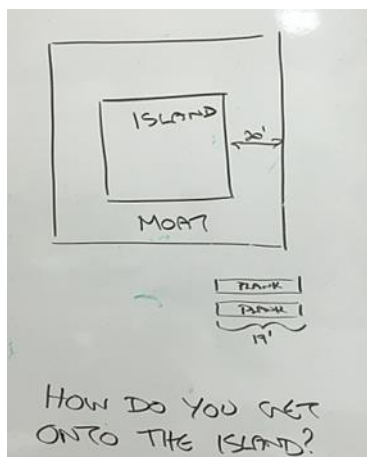 ISLAND
20'
MOAT
PLANK
PLANK
19'
HOW DO YOU GET
ONTO THE ISLAND?